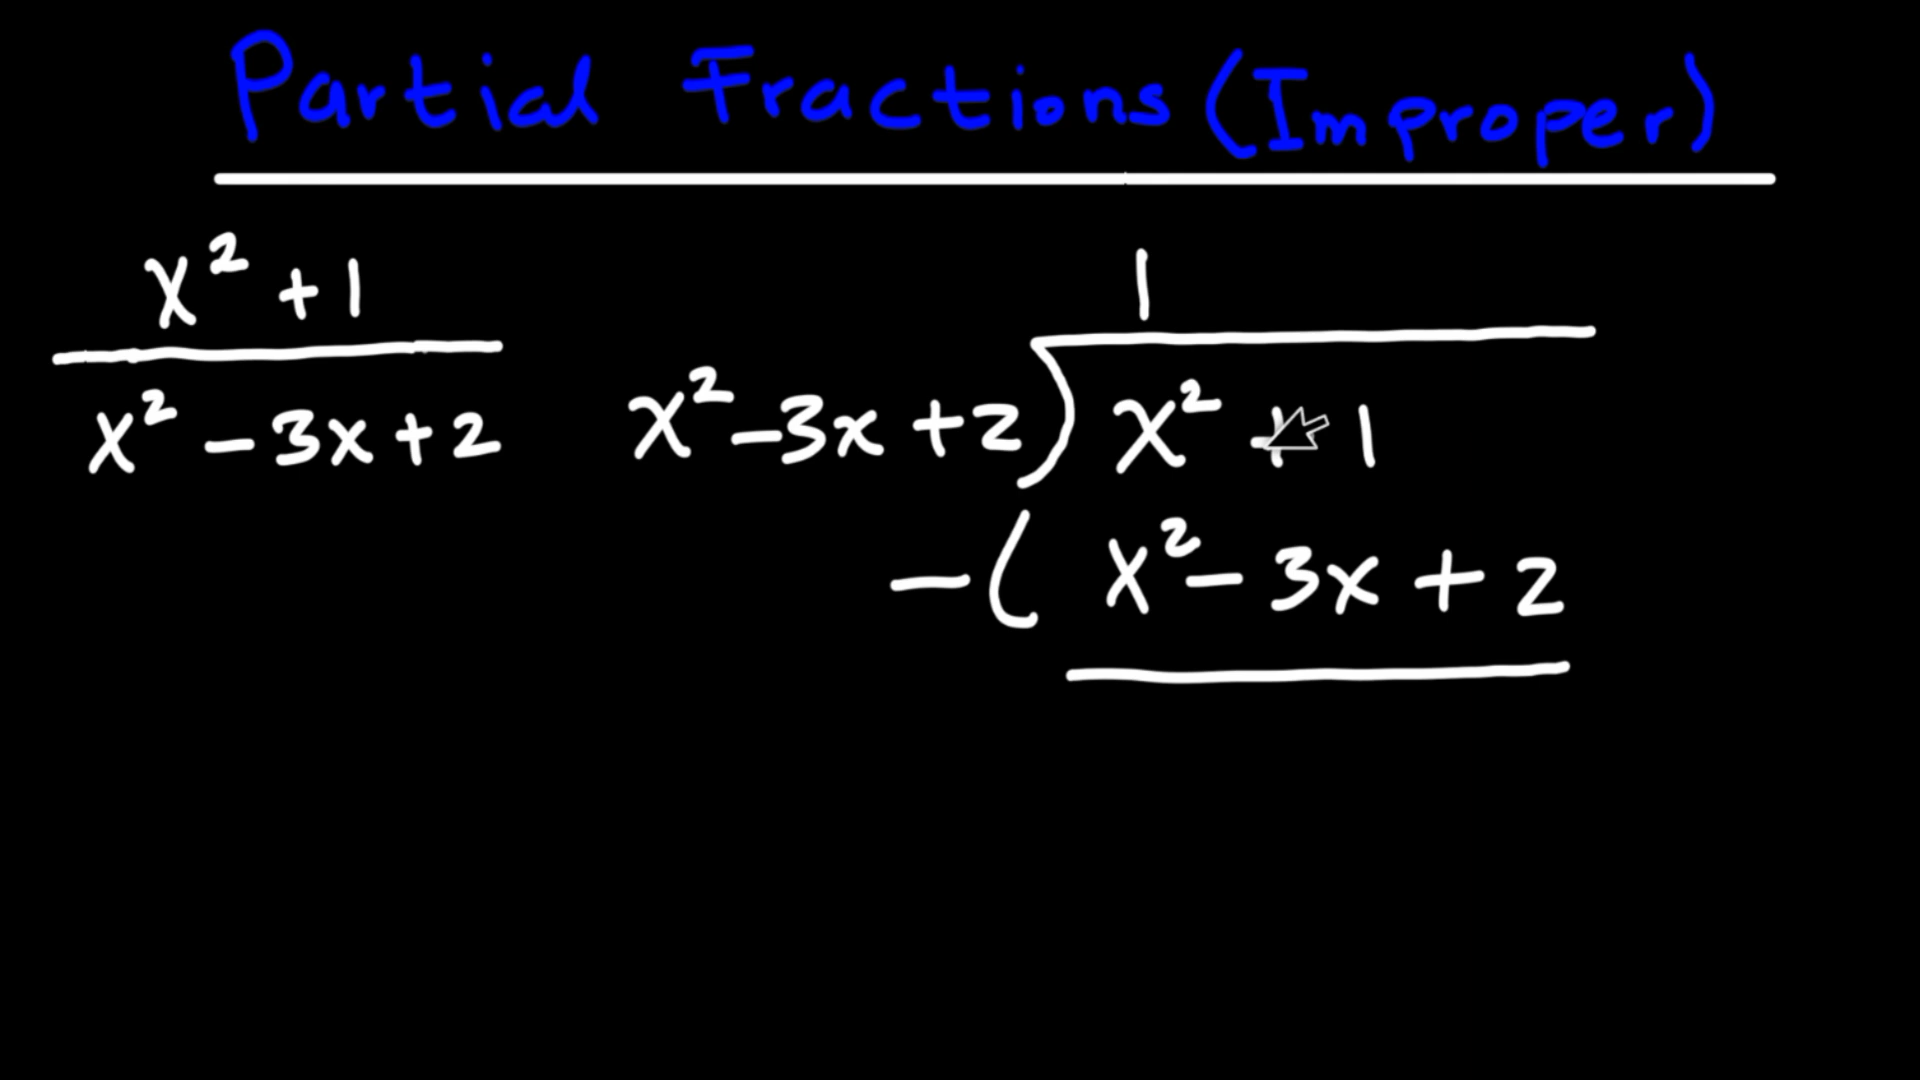 Partial Fractions (Improper)
x² + 1
x² - 3x + 2
1
x² - 3x + 2 ) x² + 1
- ( x² - 3x + 2